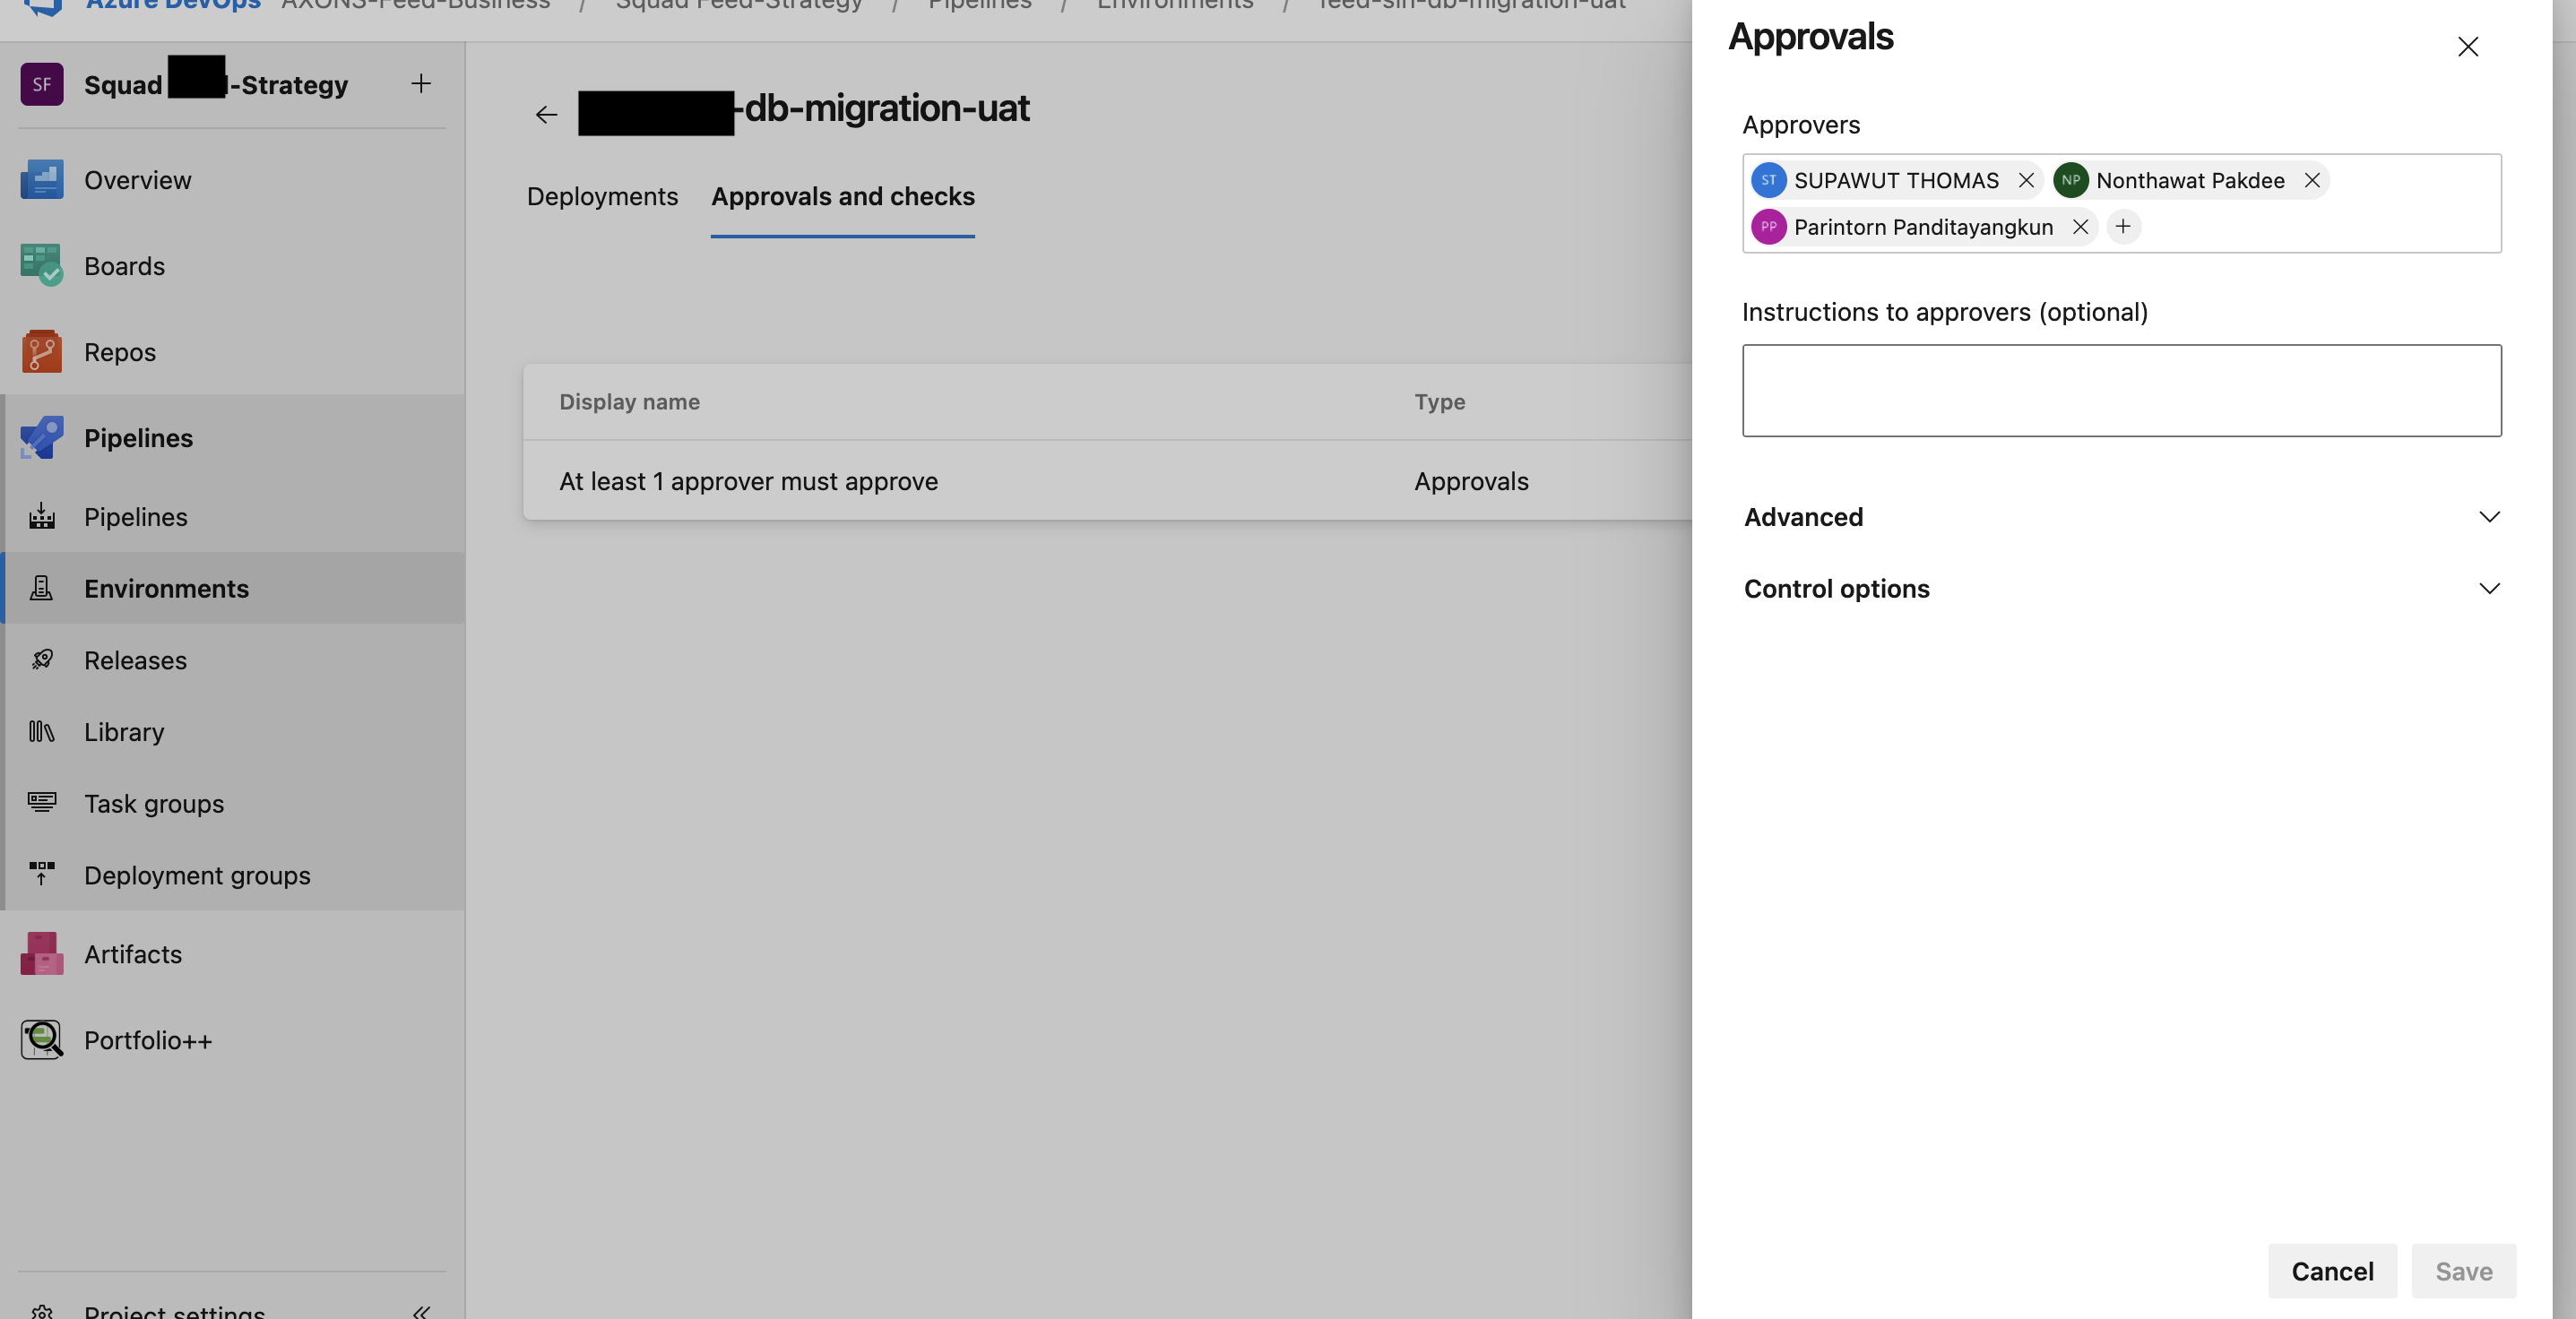 Azure DevOps AXONS-Feed-Business / Squad Feed-Strategy / Pipelines / Environments / feed-sin-db-migration-uat
SF Squad -Strategy
Overview
Boards
Repos
Pipelines
Pipelines
Environments
Releases
Library
Task groups
Deployment groups
Artifacts
Portfolio++
Project settings
-db-migration-uat
Deployments Approvals and checks
Display name Type
At least 1 approver must approve Approvals
Approvals
Approvers
ST SUPAWUT THOMAS NP Nonthawat Pakdee
PP Parintorn Panditayangkun
Instructions to approvers (optional)
Advanced
Control options
Cancel Save